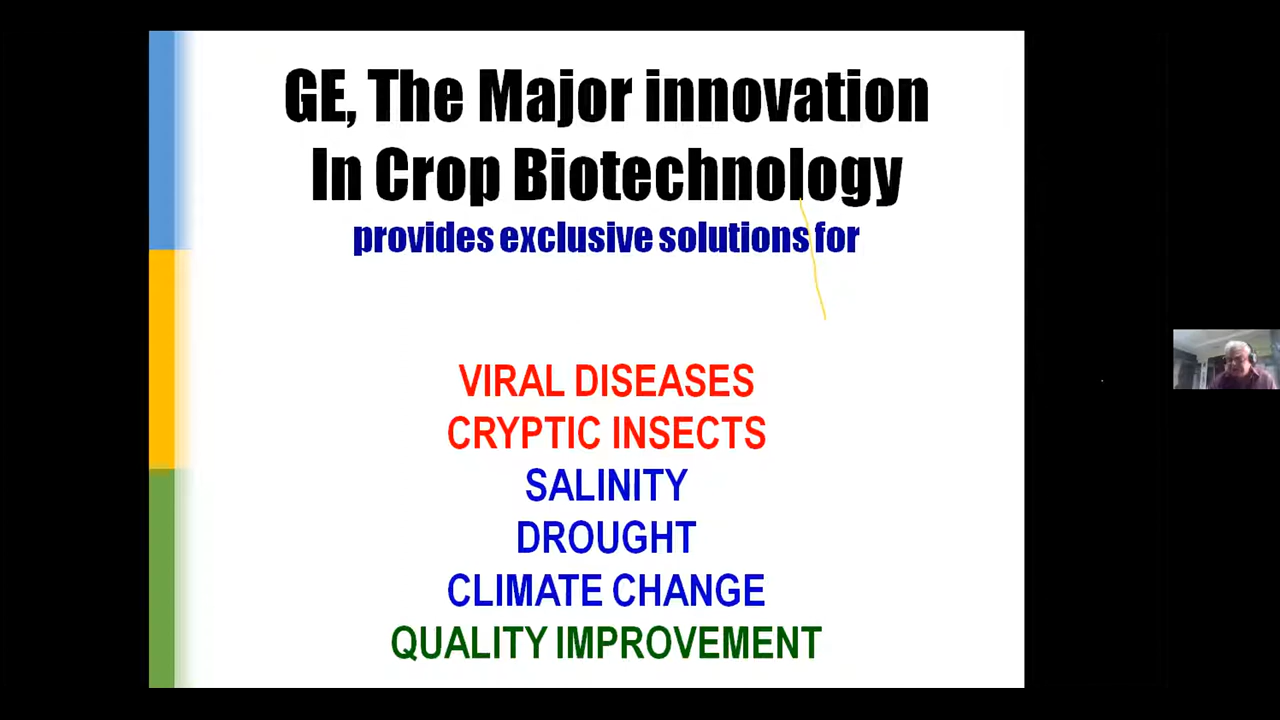 GE, The Major innovation
In Crop Biotechnology
provides exclusive solutions for
VIRAL DISEASES
CRYPTIC INSECTS
SALINITY
DROUGHT
CLIMATE CHANGE
QUALITY IMPROVEMENT